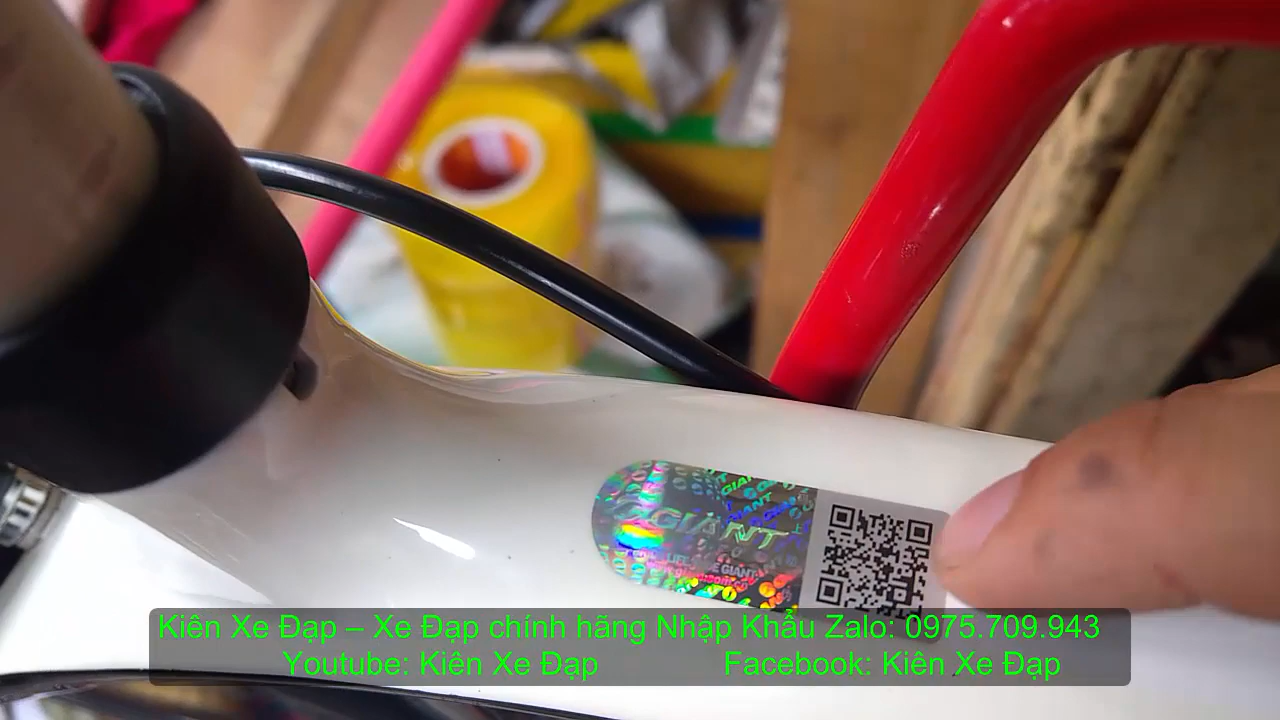 GIANT
Kiên Xe Đạp – Xe Đạp chính hãng Nhập Khẩu Zalo: 0975.709.943
Youtube: Kiên Xe Đạp Facebook: Kiên Xe Đạp